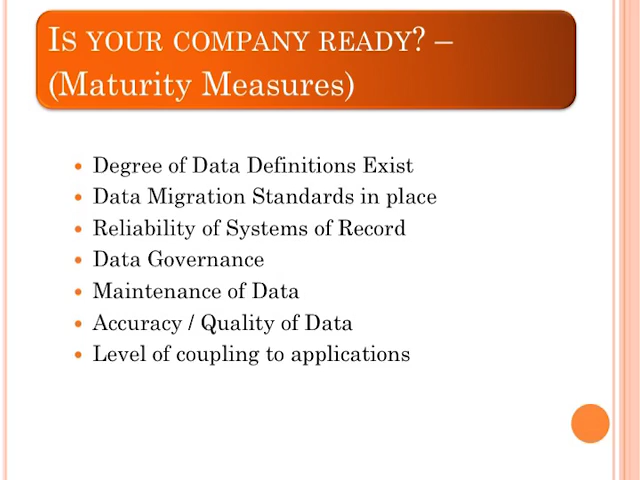 Is your company ready? –
(Maturity Measures)
Degree of Data Definitions Exist
Data Migration Standards in place
Reliability of Systems of Record
Data Governance
Maintenance of Data
Accuracy / Quality of Data
Level of coupling to applications